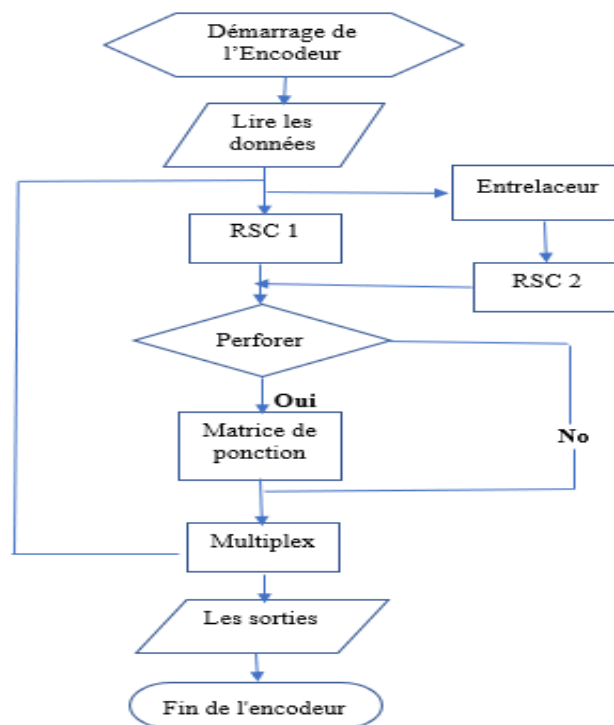 Démarrage de
l'Encodeur
Lire les
données
Entrelaceur
RSC 1
RSC 2
Perforer
Oui
Matrice de
ponction
No
Multiplex
Les sorties
Fin de l'encodeur